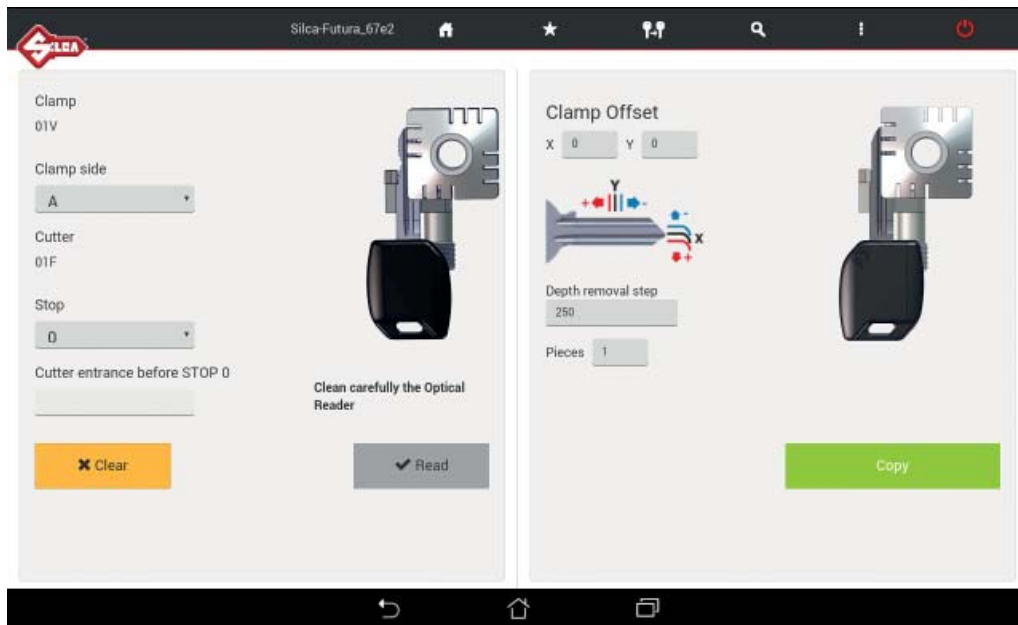 SILCA
Silca-Futura_67e2
Clamp
01V
Clamp side
A
Cutter
01F
Stop
0
Cutter entrance before STOP 0
Clean carefully the Optical
Reader
Clear
Read
Clamp Offset
X 0 Y 0
Y
+ -
-
X
+
Depth removal step
250
Pieces 1
Copy